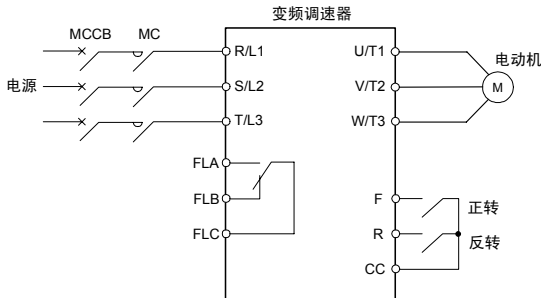 变频调速器
MCCB MC
R/L1 U/T1
电动机
电源 S/L2 V/T2 M
T/L3 W/T3
FLA
FLB F 正转
FLC R 反转
CC